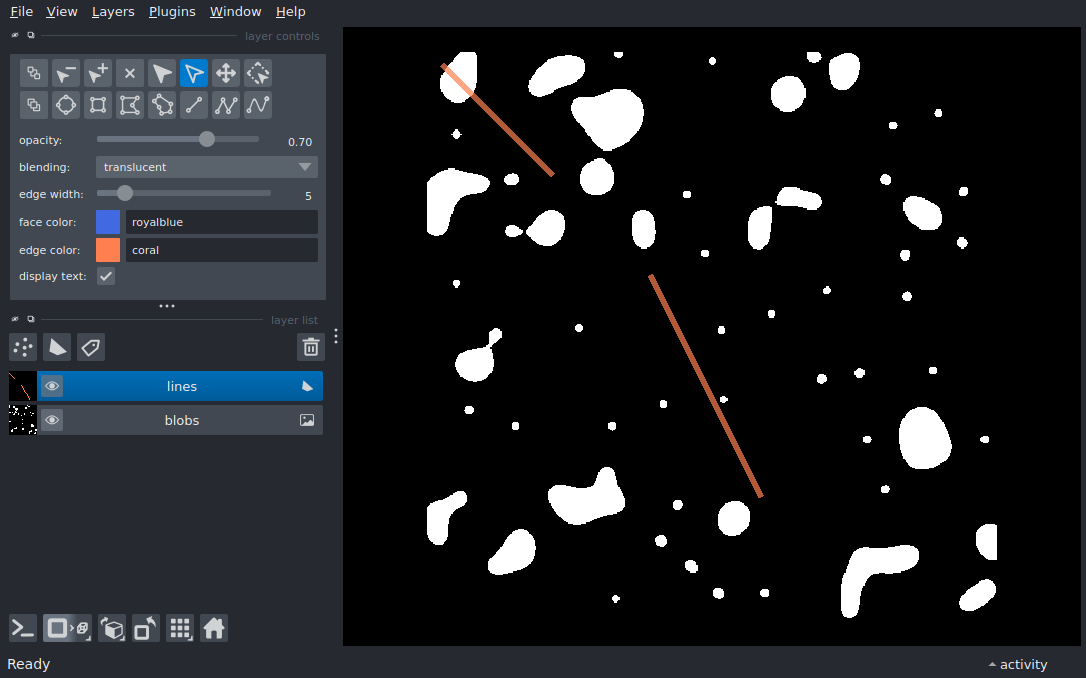 File View Layers Plugins Window Help
layer controls
opacity: 0.70
blending: translucent
edge width: 5
face color: royalblue
edge color: coral
display text:
layer list
lines
blobs
Ready activity